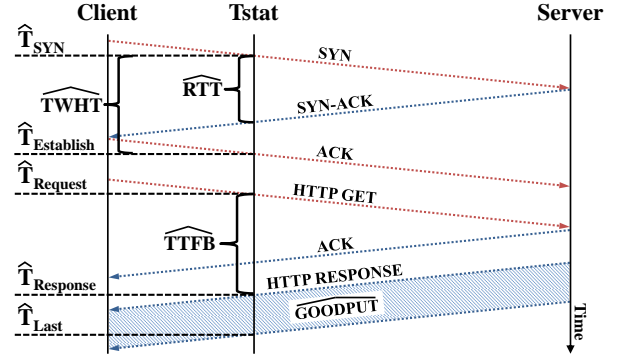 Client Tstat Server
T̂SYN
SYN
R͡TT
T͡WHT
SYN-ACK
T̂Establish
ACK
T̂Request
HTTP GET
T͡TFB
ACK
T̂Response
HTTP RESPONSE
G͡OODPUT
T̂Last
Time